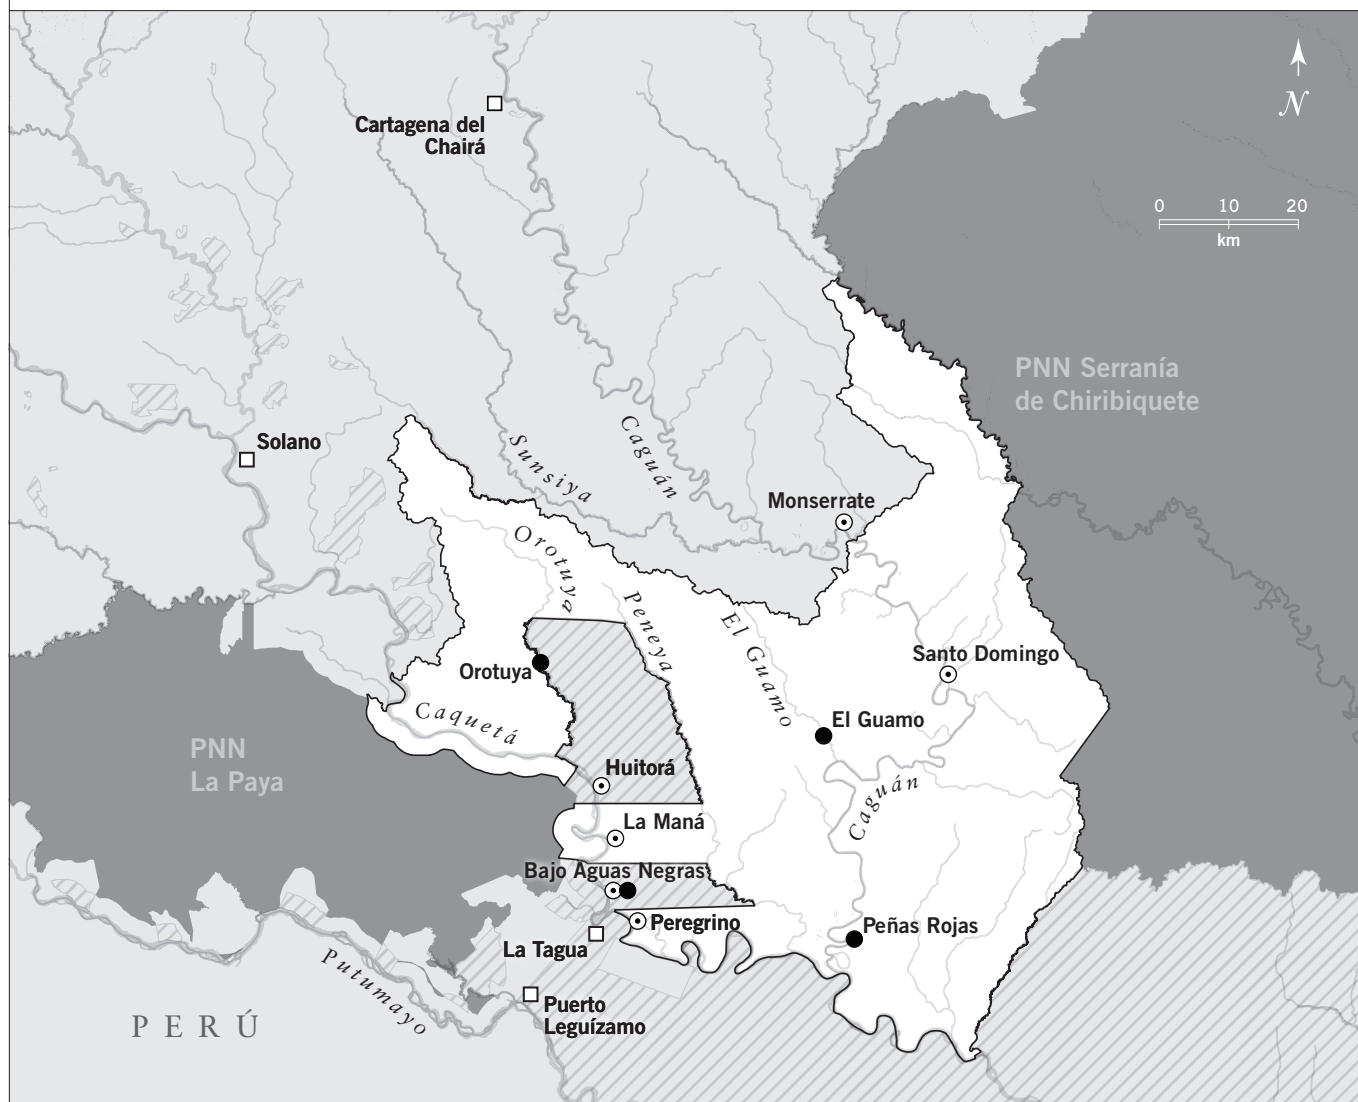 Cartagena del
Chairá
N
0 10 20
km
PNN Serranía
de Chiribiquete
Solano
Sunsiya
Caguán
Monserrate
Orotuya
Peneya
El Guamo
Santo Domingo
Orotuya
Caquetá
El Guamo
PNN
La Paya
Huitorá
Caguán
La Maná
Bajo Aguas Negras
Peregrino
Peñas Rojas
La Tagua
Putumayo
Puerto
Leguízamo
PERÚ